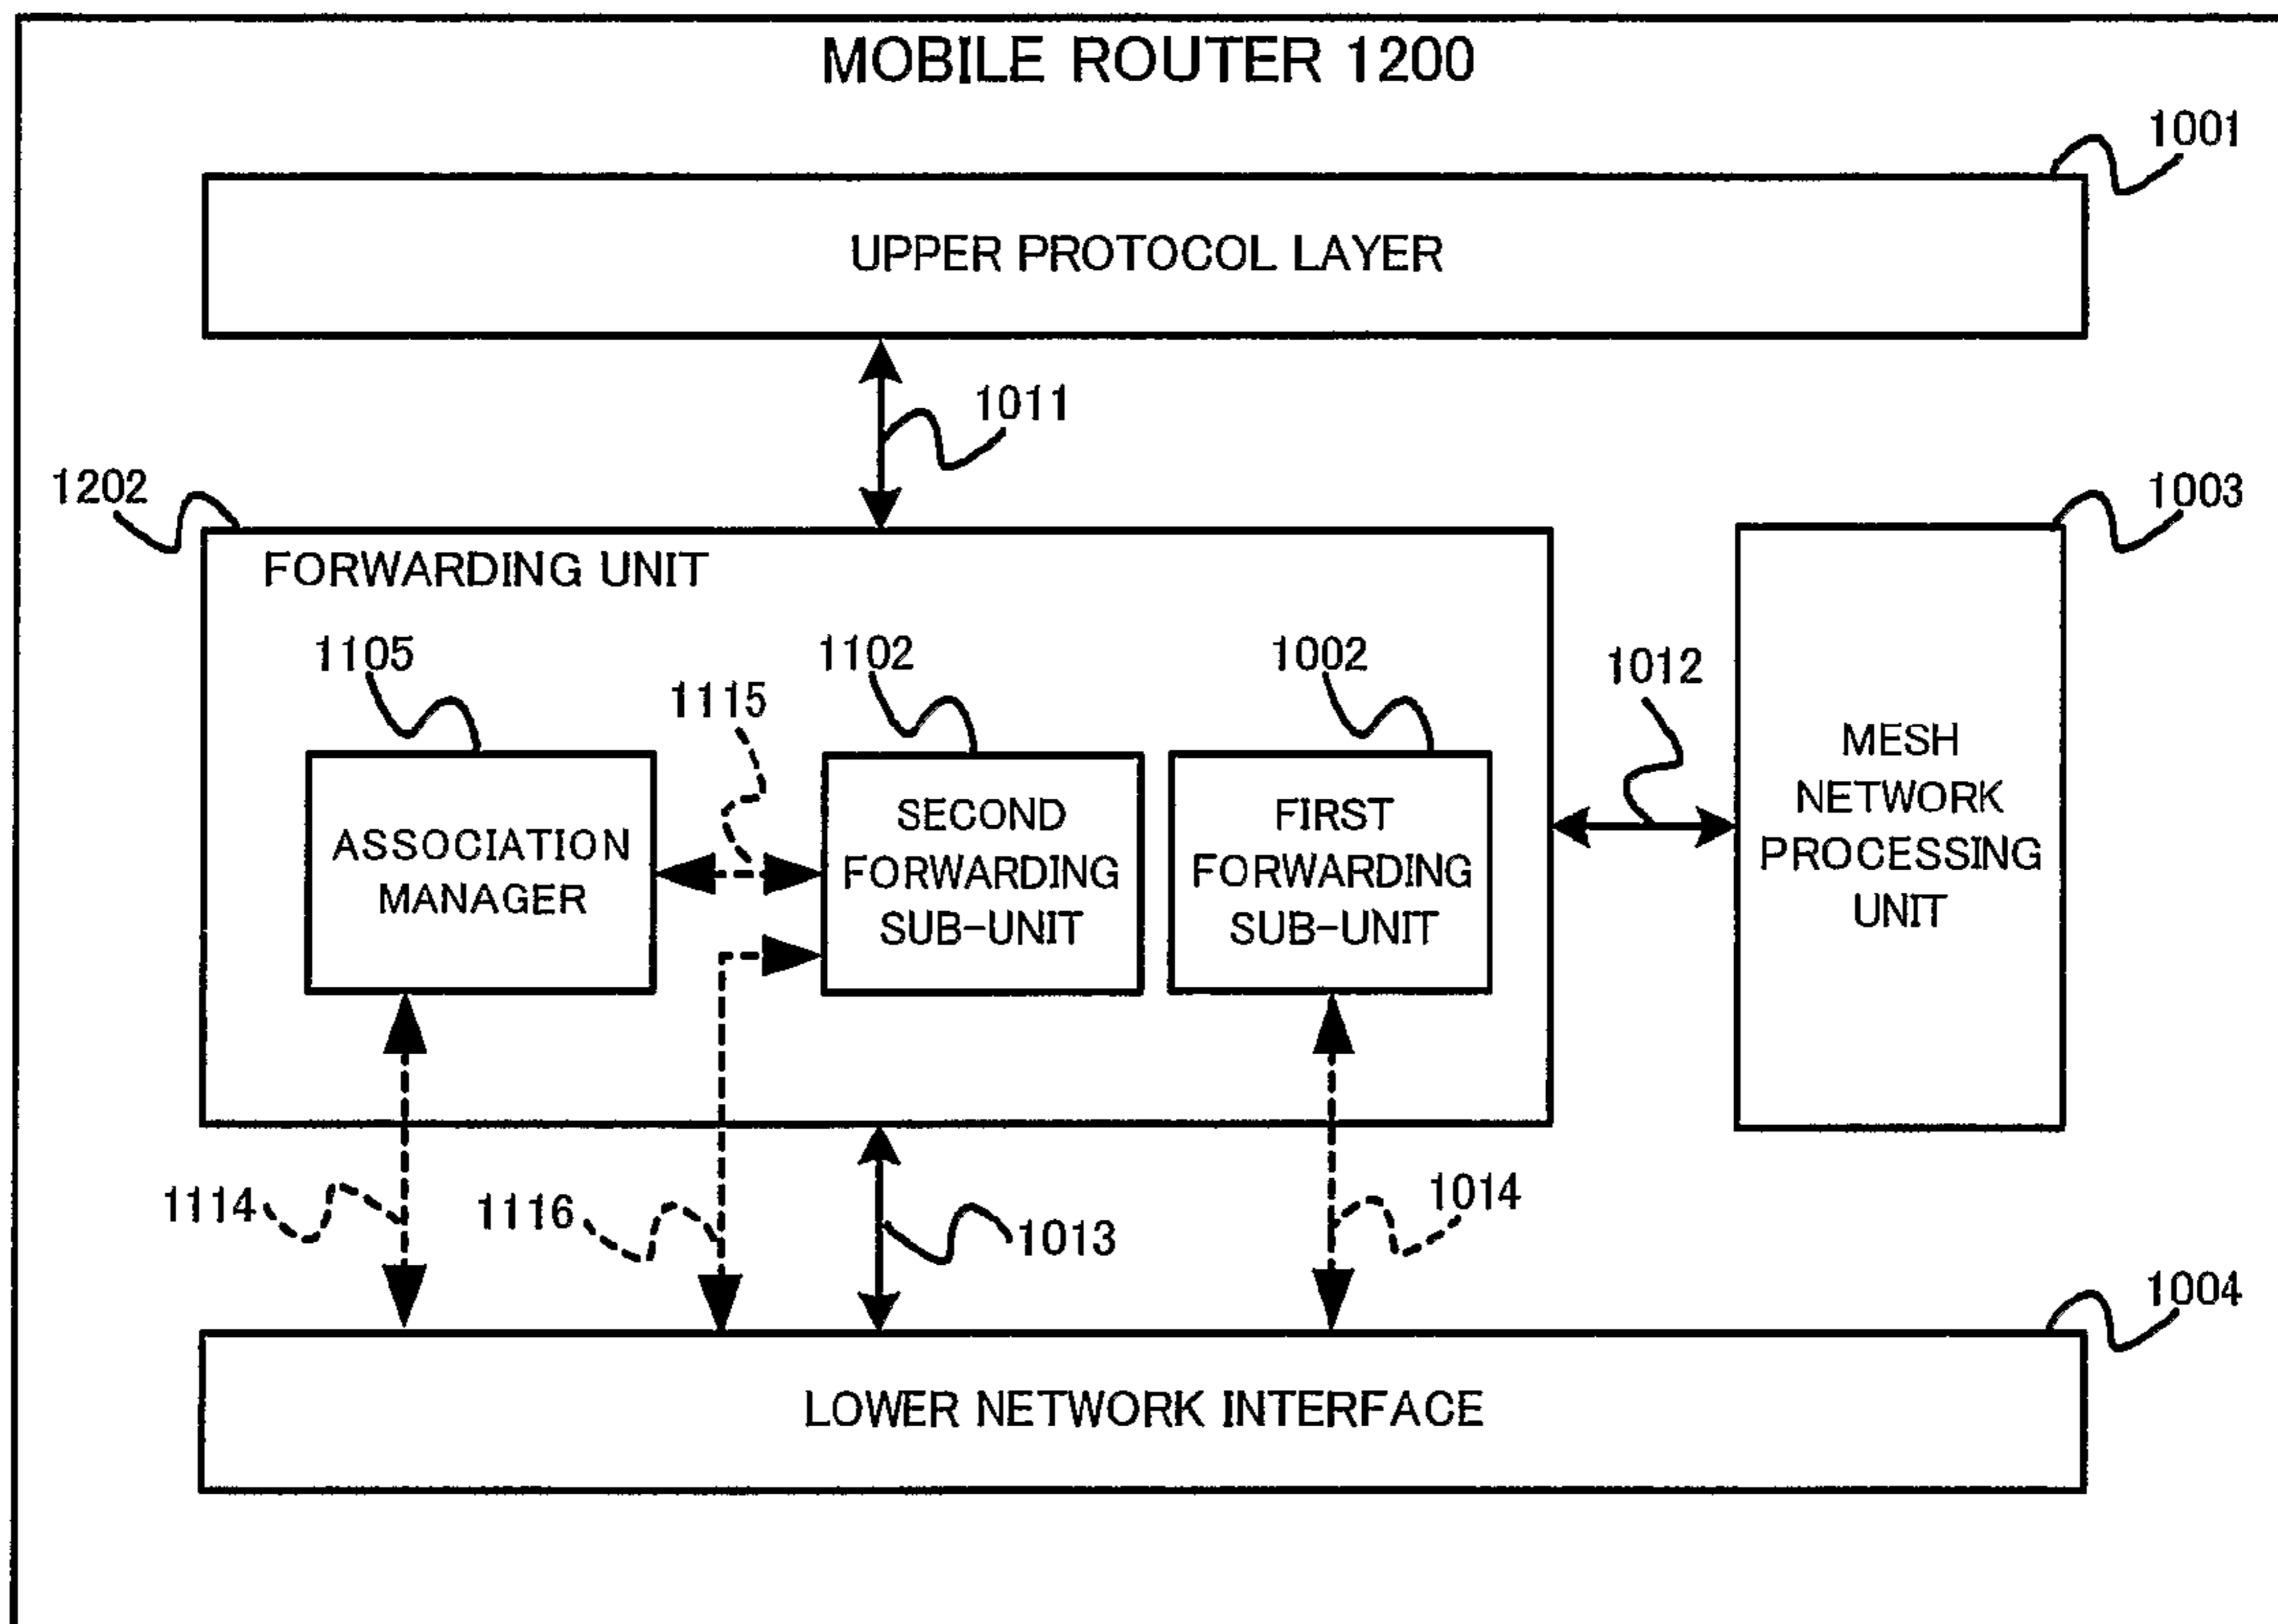 MOBILE ROUTER 1200
1001
UPPER PROTOCOL LAYER
1011
1202
1003
FORWARDING UNIT
1105
1115
1102
1002
1012
ASSOCIATION
MANAGER
SECOND
FORWARDING
SUB-UNIT
FIRST
FORWARDING
SUB-UNIT
MESH
NETWORK
PROCESSING
UNIT
1114
1116
1013
1014
1004
LOWER NETWORK INTERFACE